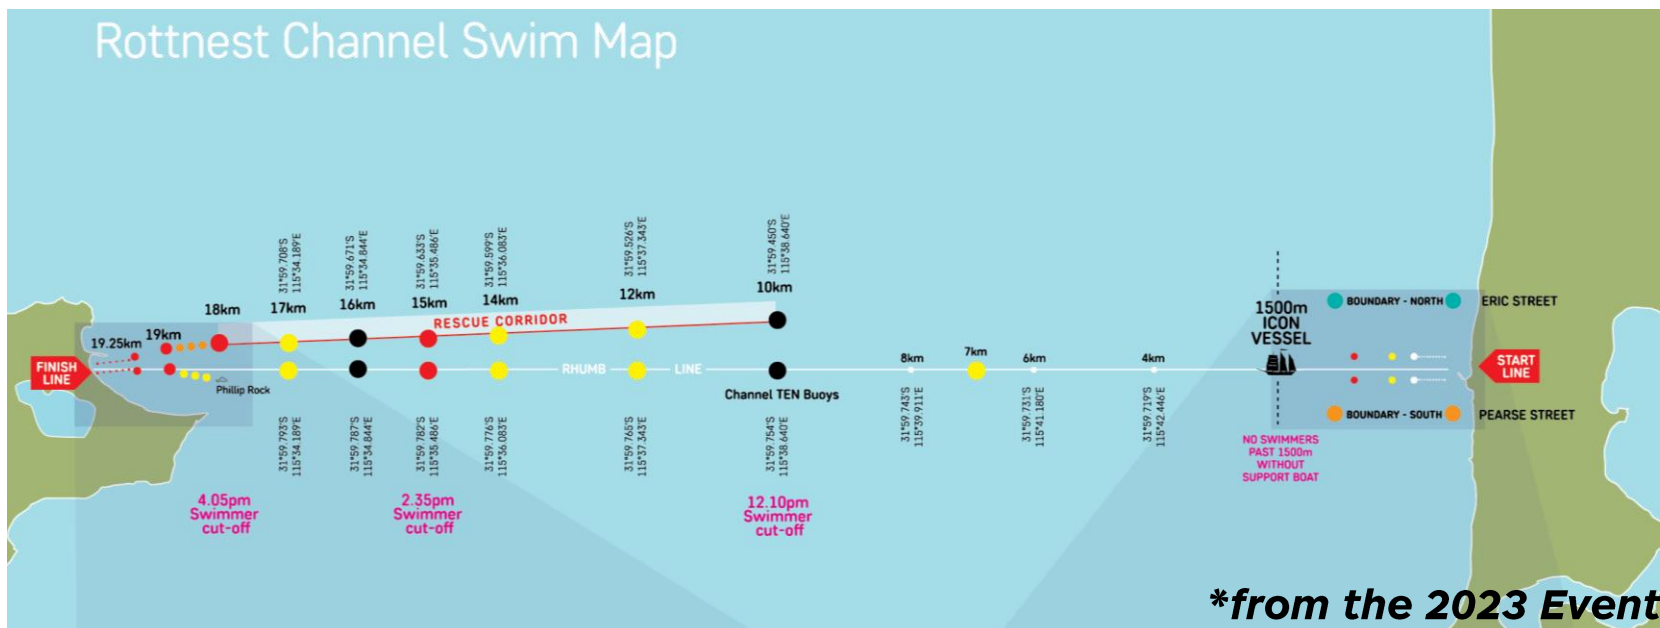 Rottnest Channel Swim Map
31°59.708'S
115°34.189'E
31°59.671'S
115°34.844'E
31°59.633'S
115°35.486'E
31°59.599'S
115°36.083'E
31°59.526'S
115°37.343'E
31°59.450'S
115°38.640'E
19.25km
19km
18km
17km
16km
15km
14km
12km
10km
RESCUE CORRIDOR
1500m
ICON
VESSEL
BOUNDARY - NORTH
ERIC STREET
FINISH
LINE
Phillip Rock
RHUMB
LINE
Channel TEN Buoys
8km
7km
6km
4km
START
LINE
BOUNDARY - SOUTH
PEARSE STREET
31°59.793'S
115°34.189'E
31°59.787'S
115°34.844'E
31°59.782'S
115°35.486'E
31°59.776'S
115°36.083'E
31°59.765'S
115°37.343'E
31°59.754'S
115°38.640'E
31°59.743'S
115°39.911'E
31°59.731'S
115°41.180'E
31°59.719'S
115°42.446'E
NO SWIMMERS
PAST 1500m
WITHOUT
SUPPORT BOAT
4.05pm
Swimmer
cut-off
2.35pm
Swimmer
cut-off
12.10pm
Swimmer
cut-off
*from the 2023 Event